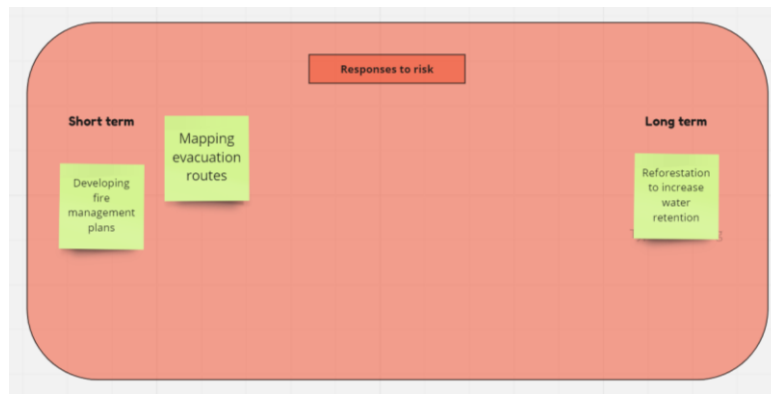 Responses to risk
Short term
Long term
Mapping
evacuation
routes
Developing
fire
management
plans
Reforestation
to increase
water
retention